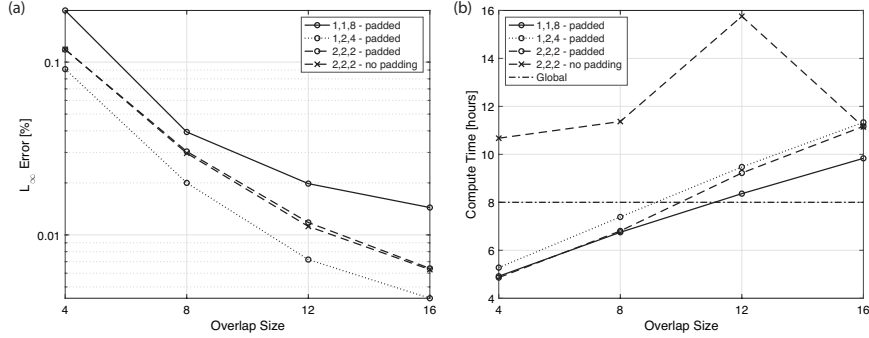 (a)
1,1,8 - padded
1,2,4 - padded
2,2,2 - padded
2,2,2 - no padding
0.1
0.01
L∞ Error [%]
4
8
12
16
Overlap Size
(b)
1,1,8 - padded
1,2,4 - padded
2,2,2 - padded
2,2,2 - no padding
Global
16
14
12
10
8
6
4
Compute Time [hours]
4
8
12
16
Overlap Size